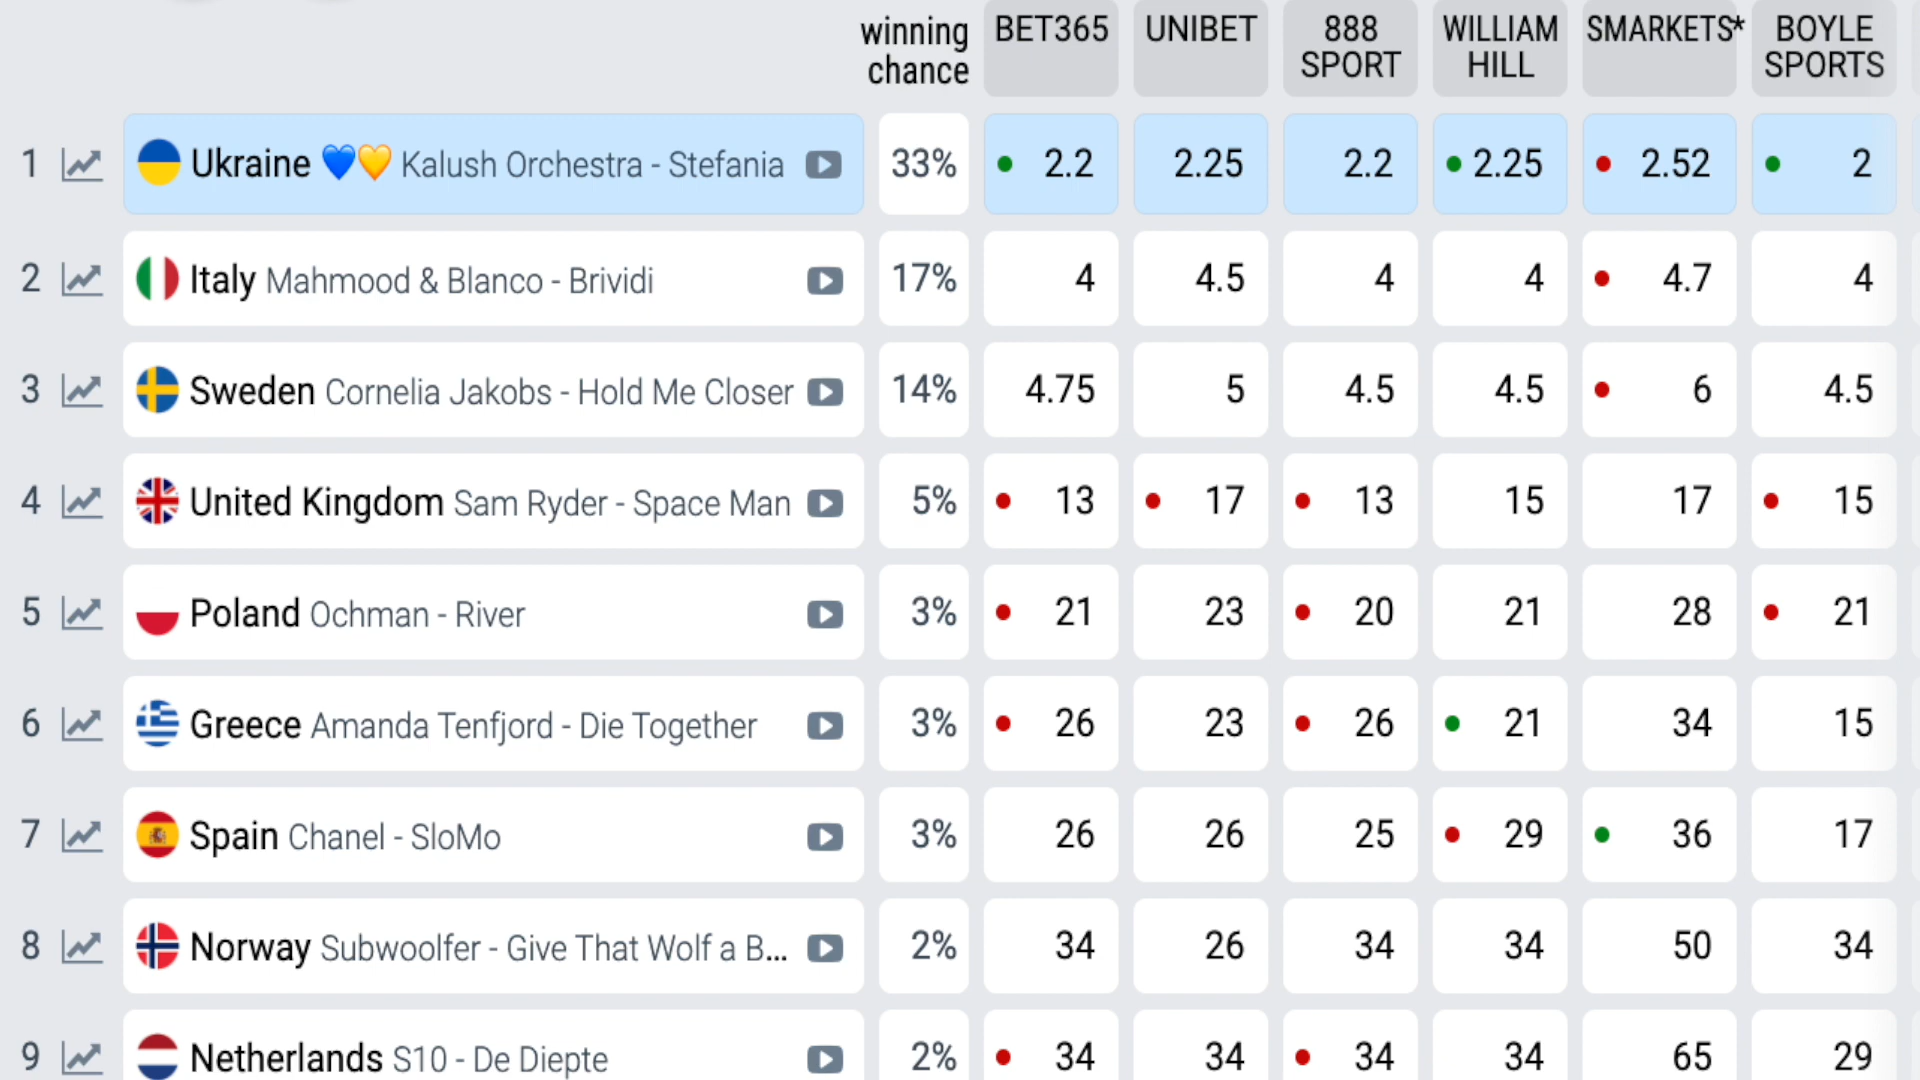 winning chance BET365 UNIBET 888 SPORT WILLIAM HILL SMARKETS* BOYLE SPORTS
1 Ukraine 💙💛 Kalush Orchestra - Stefania 33% 2.2 2.25 2.2 2.25 2.52 2
2 Italy Mahmood & Blanco - Brividi 17% 4 4.5 4 4 4.7 4
3 Sweden Cornelia Jakobs - Hold Me Closer 14% 4.75 5 4.5 4.5 6 4.5
4 United Kingdom Sam Ryder - Space Man 5% 13 17 13 15 17 15
5 Poland Ochman - River 3% 21 23 20 21 28 21
6 Greece Amanda Tenfjord - Die Together 3% 26 23 26 21 34 15
7 Spain Chanel - SloMo 3% 26 26 25 29 36 17
8 Norway Subwoolfer - Give That Wolf a B... 2% 34 26 34 34 50 34
9 Netherlands S10 - De Diepte 2% 34 34 34 34 65 29